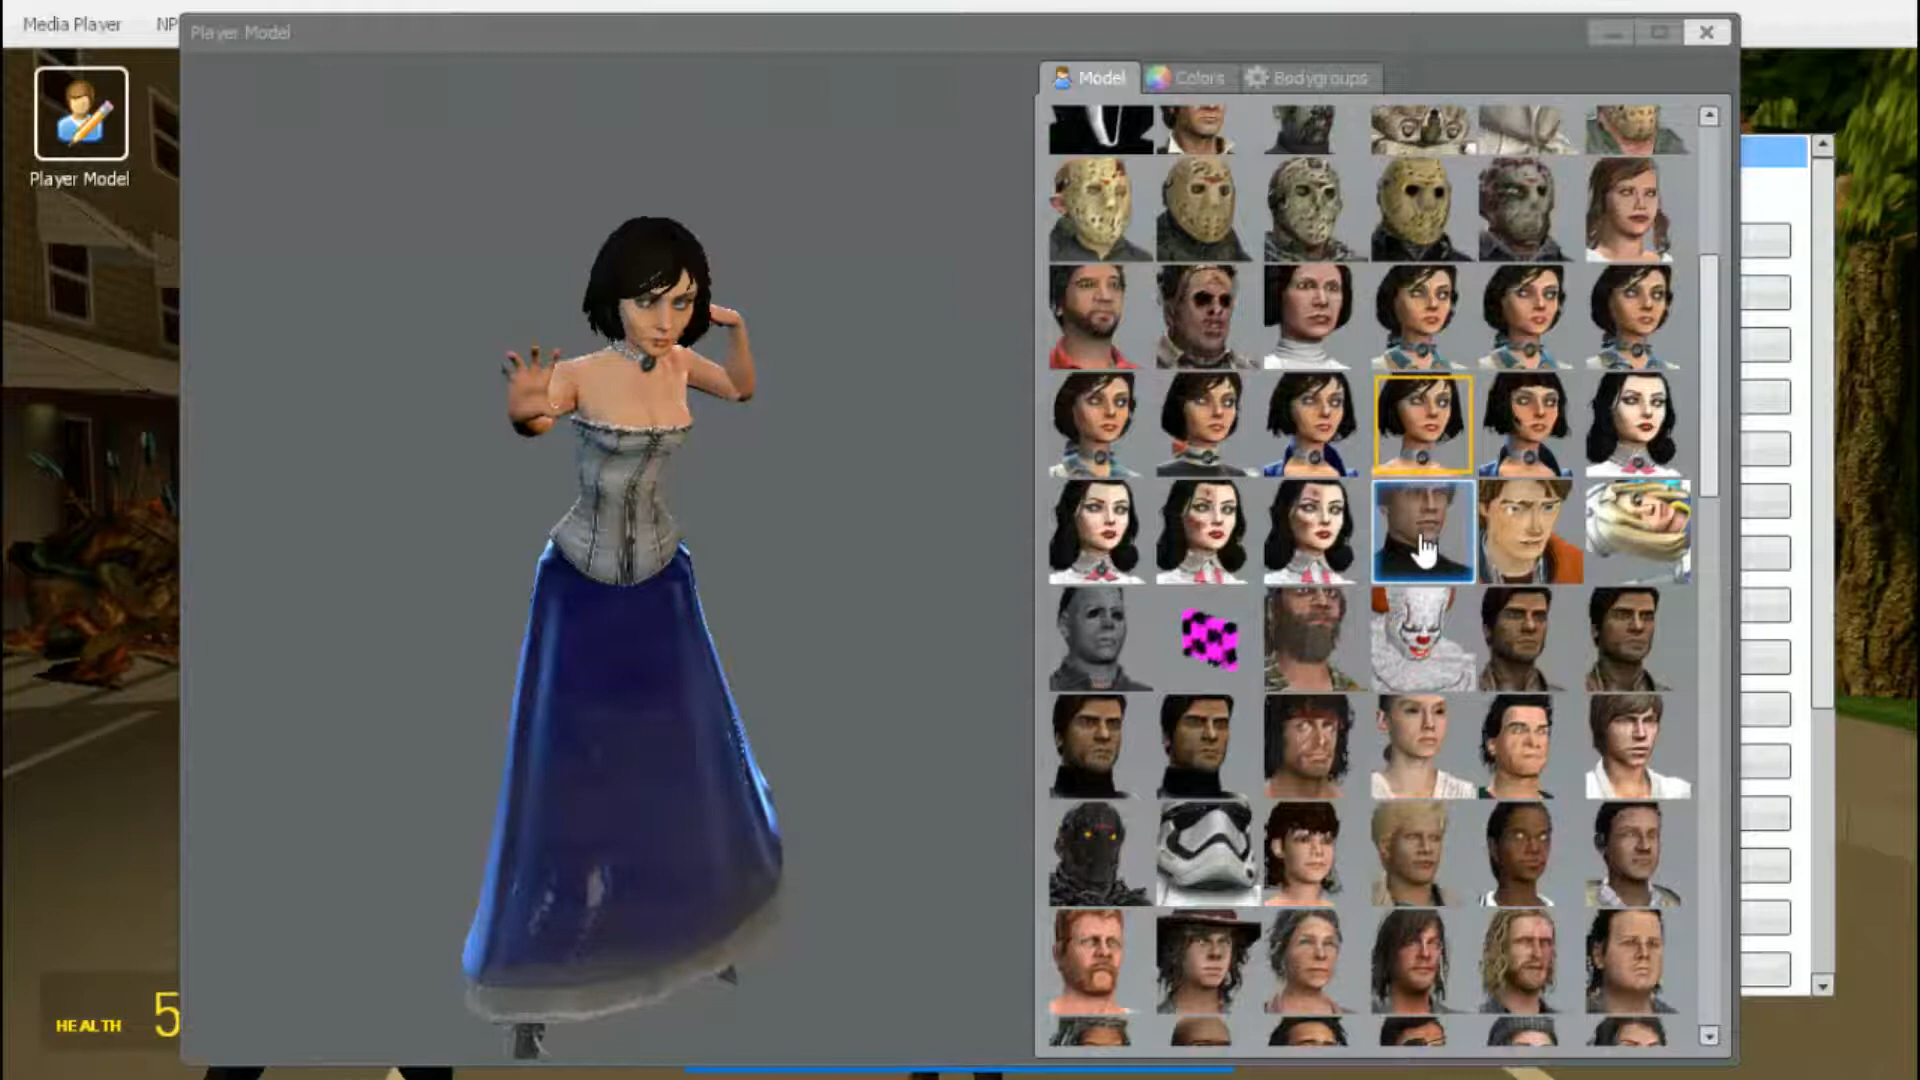 Media Player
NP
Player Model
Player Model
Model
Colors
Bodygroups
HEALTH 5